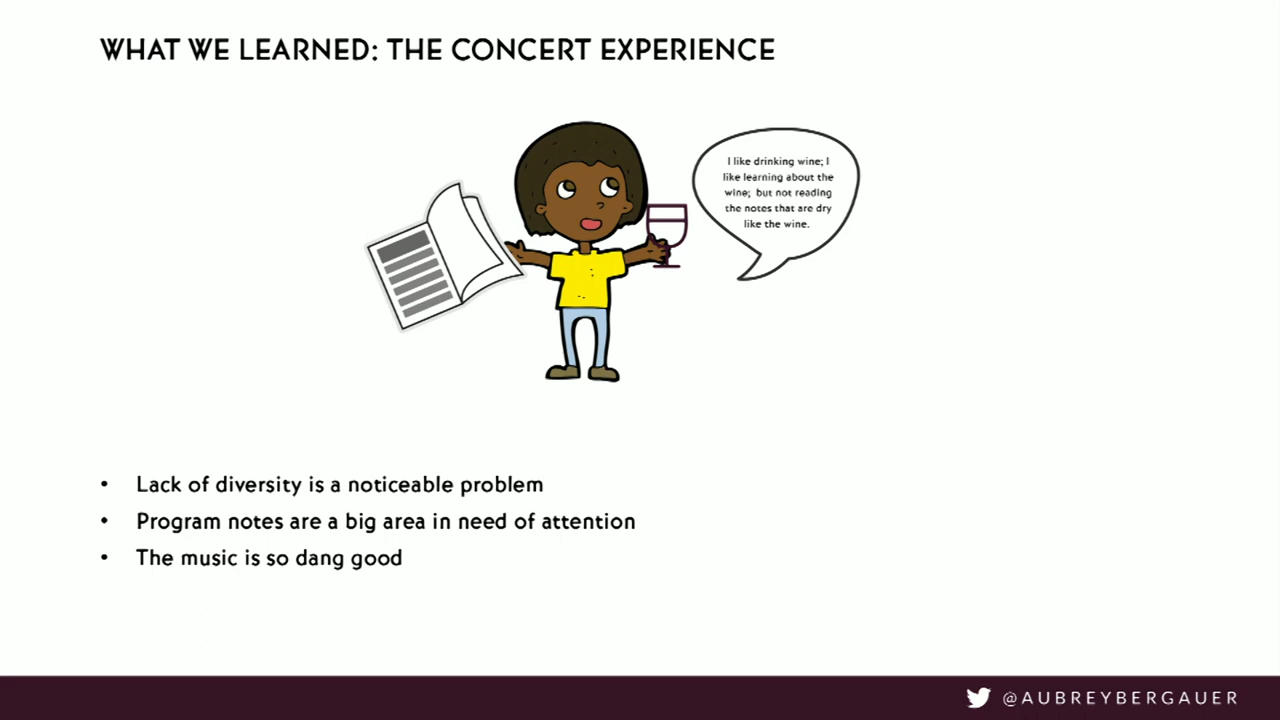 WHAT WE LEARNED: THE CONCERT EXPERIENCE
I like drinking wine; I
like learning about the
wine; but not reading
the notes that are dry
like the wine.
• Lack of diversity is a noticeable problem
• Program notes are a big area in need of attention
• The music is so dang good
@AUBREYBERGAUER